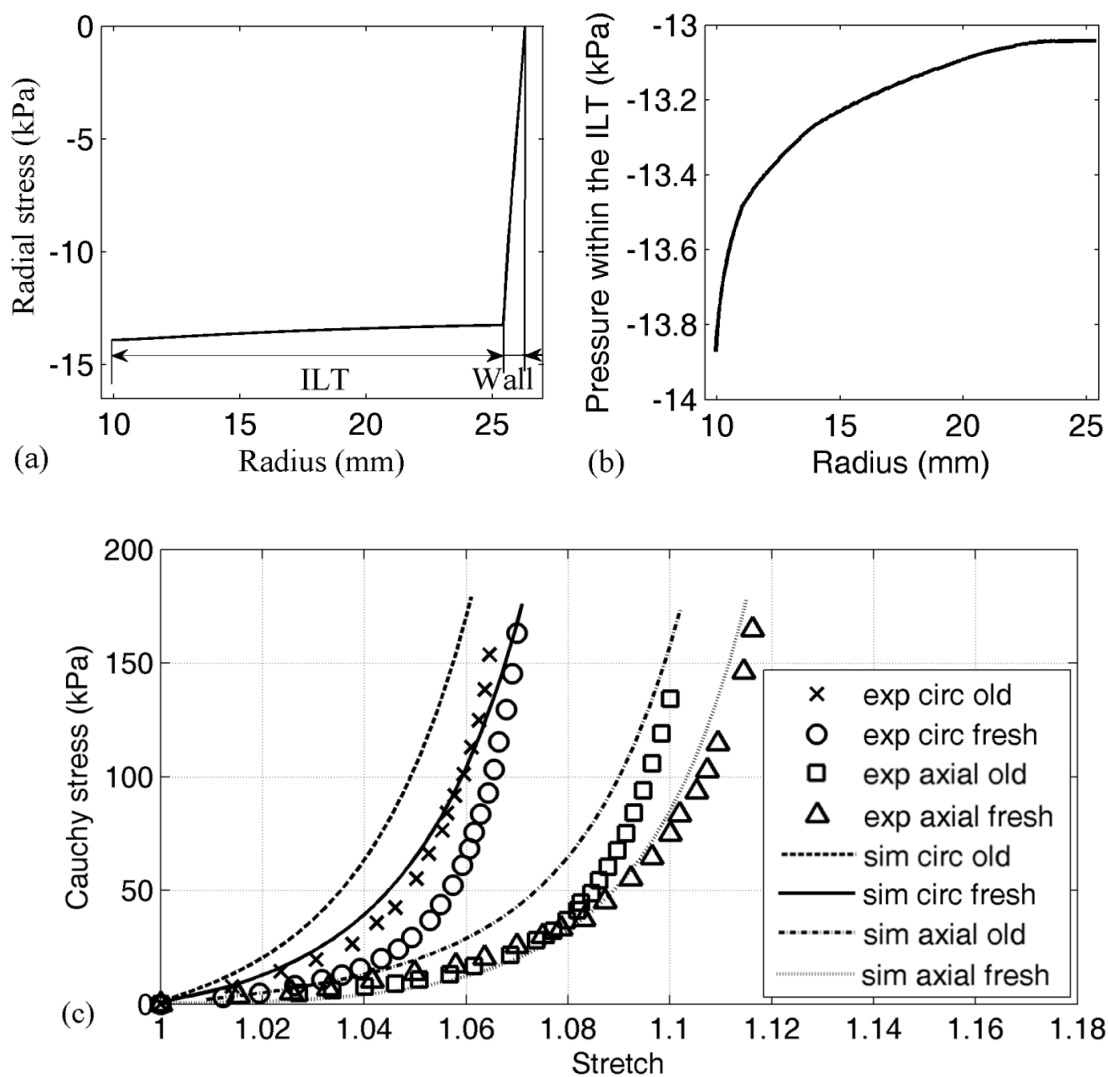 0
-5
-10
-15
Radial stress (kPa)
ILT
Wall
10
15
20
25
Radius (mm)
(a)
-13
-13.2
-13.4
-13.6
-13.8
-14
Pressure within the ILT (kPa)
10
15
20
25
Radius (mm)
(b)
200
150
100
50
0
Cauchy stress (kPa)
exp circ old
exp circ fresh
exp axial old
exp axial fresh
sim circ old
sim circ fresh
sim axial old
sim axial fresh
(c)
1
1.02
1.04
1.06
1.08
1.1
1.12
1.14
1.16
1.18
Stretch